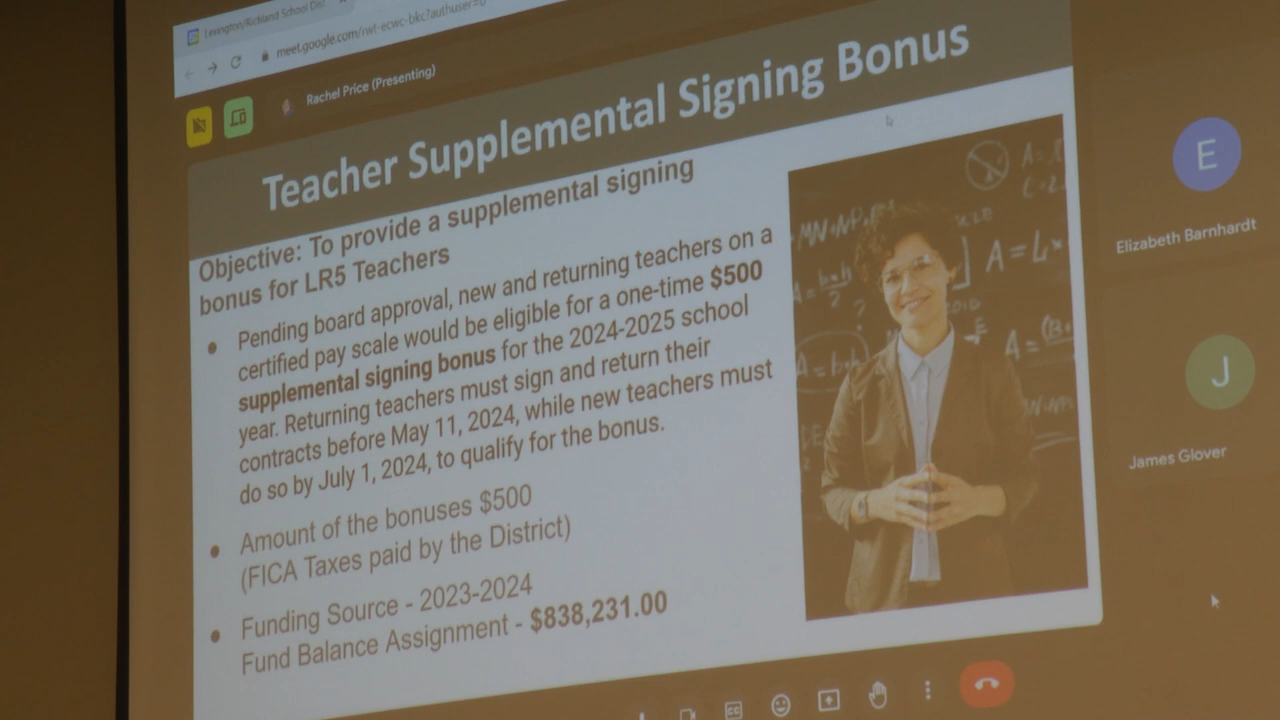 Lexington/Richland School Dist
meet.google.com/rwf-ecwc-bkc?authuser=0
Rachel Price (Presenting)
Teacher Supplemental Signing Bonus
Objective: To provide a supplemental signing
bonus for LR5 Teachers
• Pending board approval, new and returning teachers on a
certified pay scale would be eligible for a one-time $500
supplemental signing bonus for the 2024-2025 school
year. Returning teachers must sign and return their
contracts before May 11, 2024, while new teachers must
do so by July 1, 2024, to qualify for the bonus.
• Amount of the bonuses $500
(FICA Taxes paid by the District)
• Funding Source - 2023-2024
Fund Balance Assignment - $838,231.00
A = L
E
Elizabeth Barnhardt
J
James Glover
CC